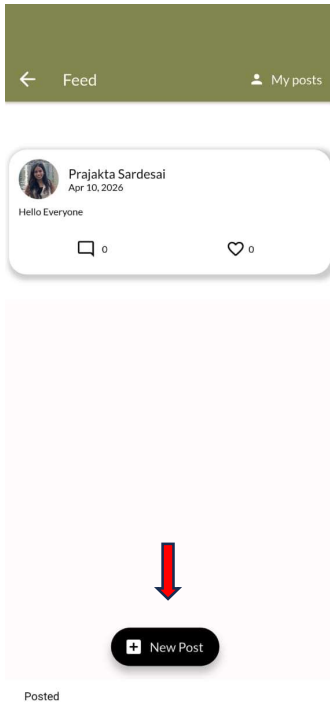 Feed
My posts
Prajakta Sardesai
Apr 10, 2026
Hello Everyone
0
0
New Post
Posted